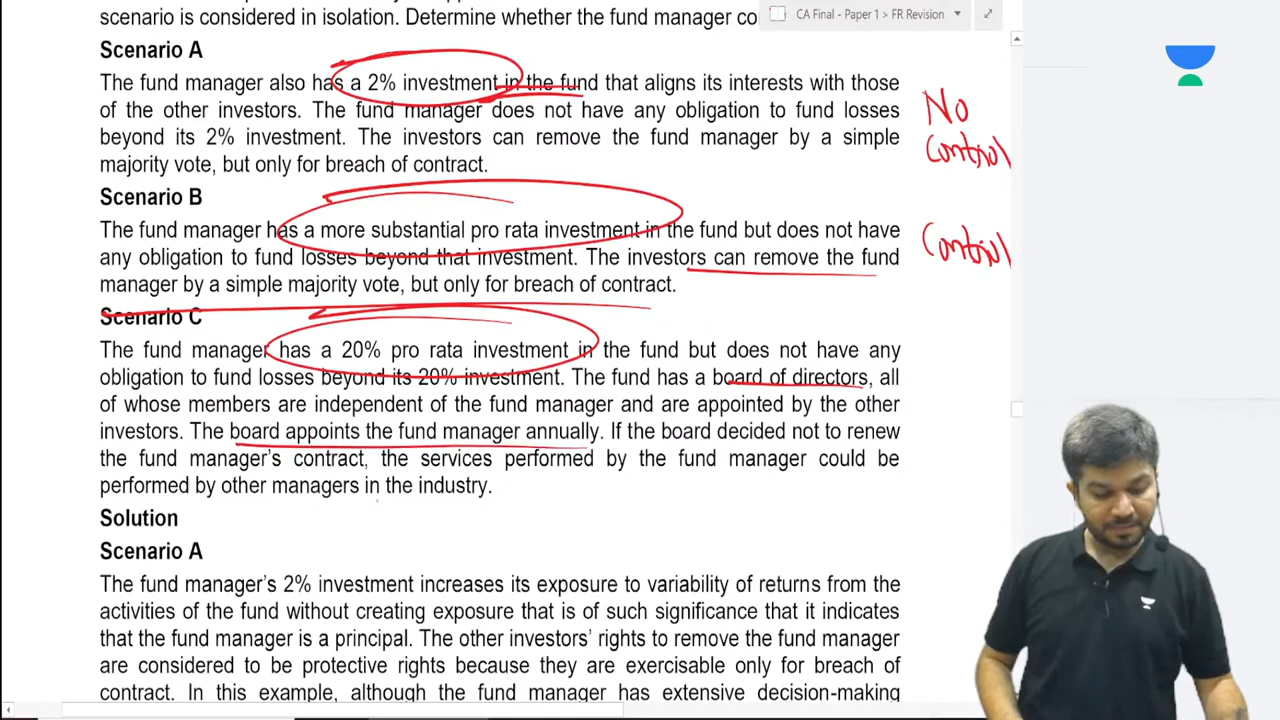 scenario is considered in isolation. Determine whether the fund manager co
CA Final - Paper 1 > FR Revision
Scenario A
The fund manager also has a 2% investment in the fund that aligns its interests with those
of the other investors. The fund manager does not have any obligation to fund losses
beyond its 2% investment. The investors can remove the fund manager by a simple
majority vote, but only for breach of contract.
No
Control
Scenario B
The fund manager has a more substantial pro rata investment in the fund but does not have
any obligation to fund losses beyond that investment. The investors can remove the fund
manager by a simple majority vote, but only for breach of contract.
Control
Scenario C
The fund manager has a 20% pro rata investment in the fund but does not have any
obligation to fund losses beyond its 20% investment. The fund has a board of directors, all
of whose members are independent of the fund manager and are appointed by the other
investors. The board appoints the fund manager annually. If the board decided not to renew
the fund manager's contract, the services performed by the fund manager could be
performed by other managers in the industry.
Solution
Scenario A
The fund manager's 2% investment increases its exposure to variability of returns from the
activities of the fund without creating exposure that is of such significance that it indicates
that the fund manager is a principal. The other investors' rights to remove the fund manager
are considered to be protective rights because they are exercisable only for breach of
contract. In this example, although the fund manager has extensive decision-making